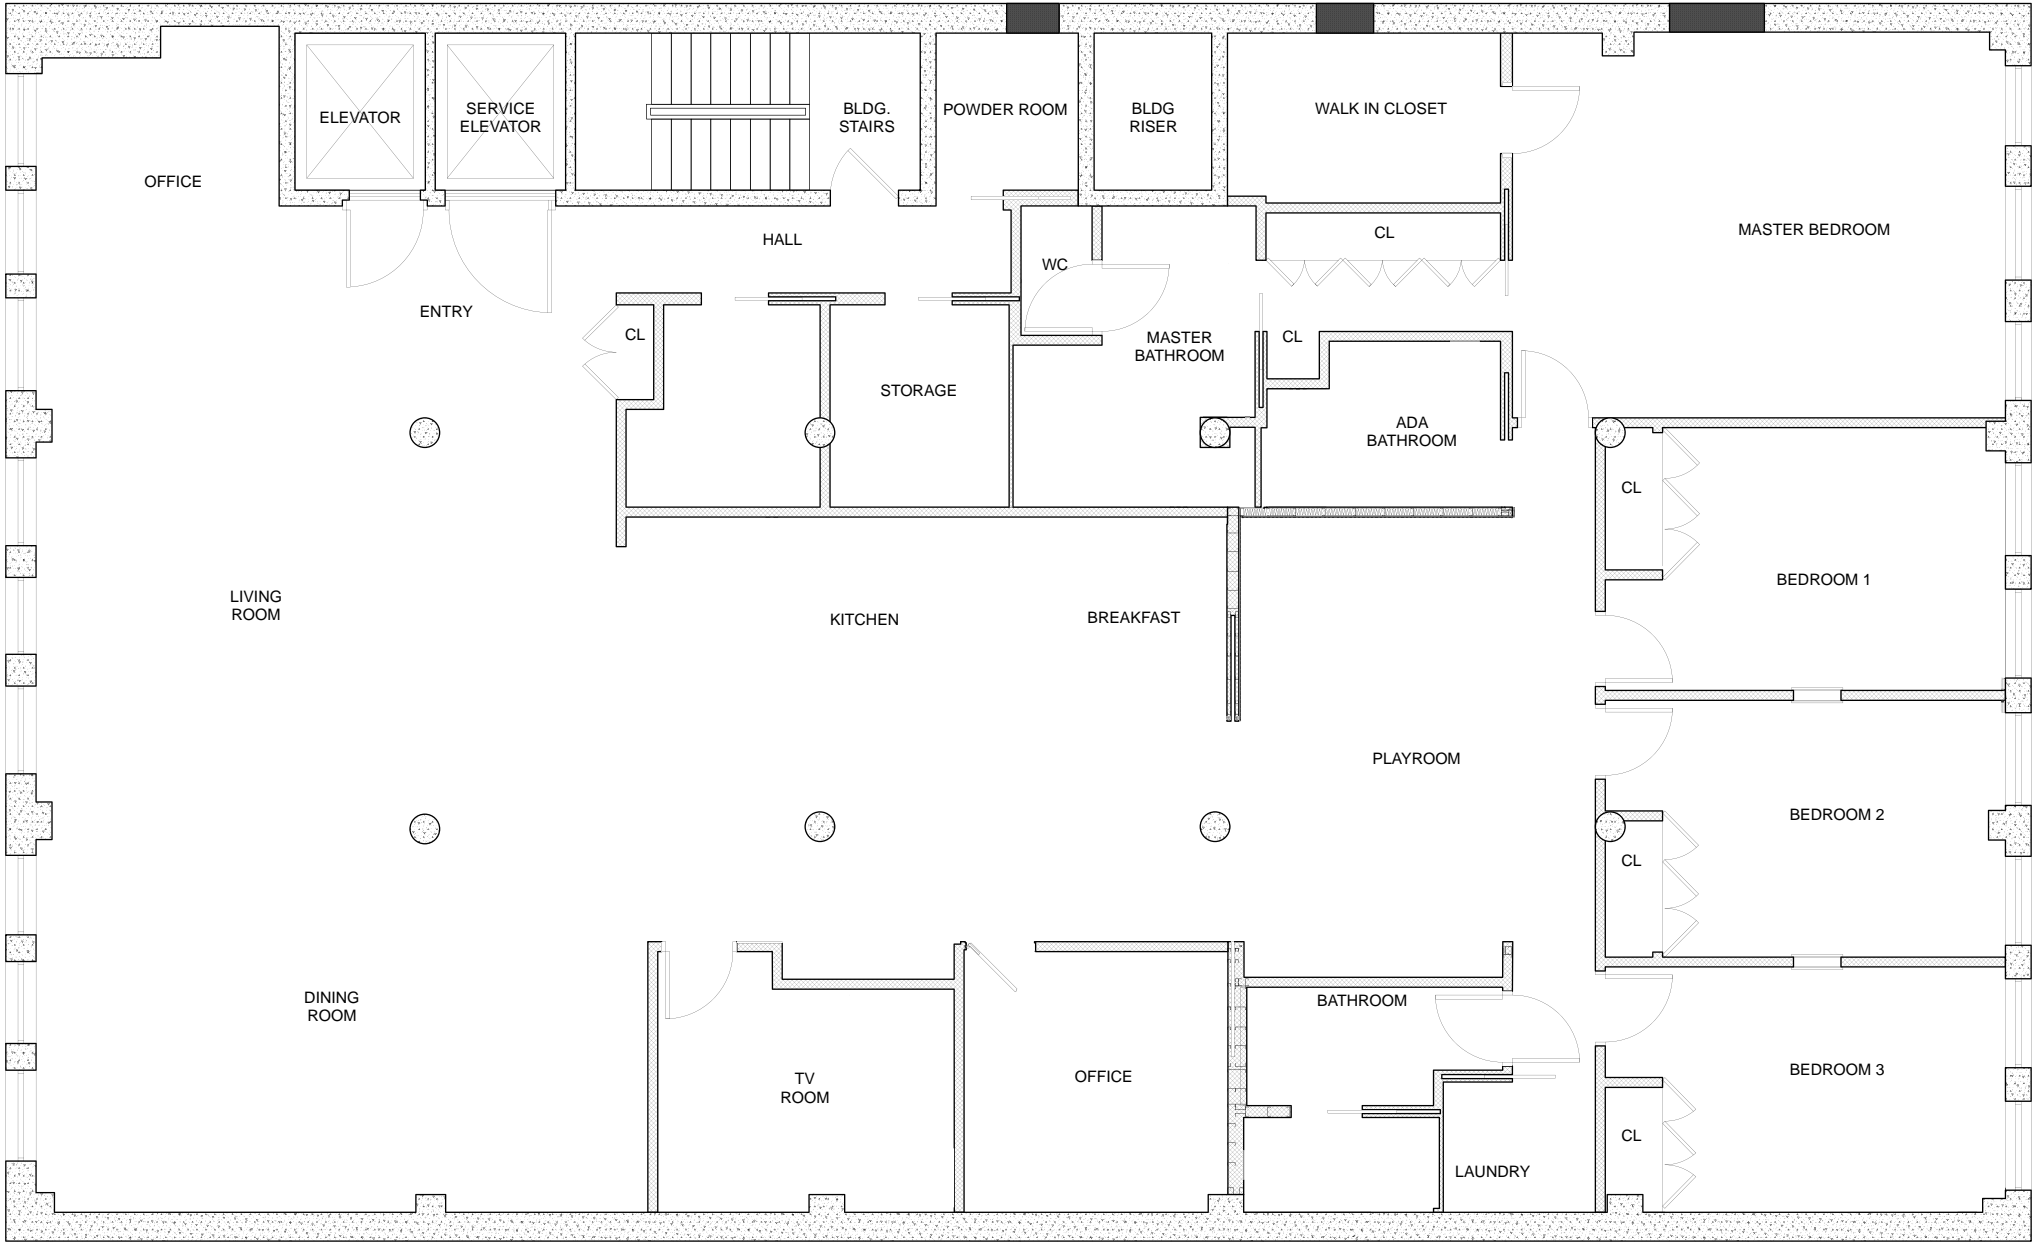 ELEVATOR
SERVICE
ELEVATOR
BLDG.
STAIRS
POWDER ROOM
BLDG
RISER
WALK IN CLOSET
OFFICE
MASTER BEDROOM
HALL
CL
WC
ENTRY
CL
MASTER
BATHROOM
CL
STORAGE
ADA
BATHROOM
CL
BEDROOM 1
LIVING
ROOM
KITCHEN
BREAKFAST
PLAYROOM
BEDROOM 2
CL
DINING
ROOM
BATHROOM
TV
ROOM
OFFICE
BEDROOM 3
CL
LAUNDRY